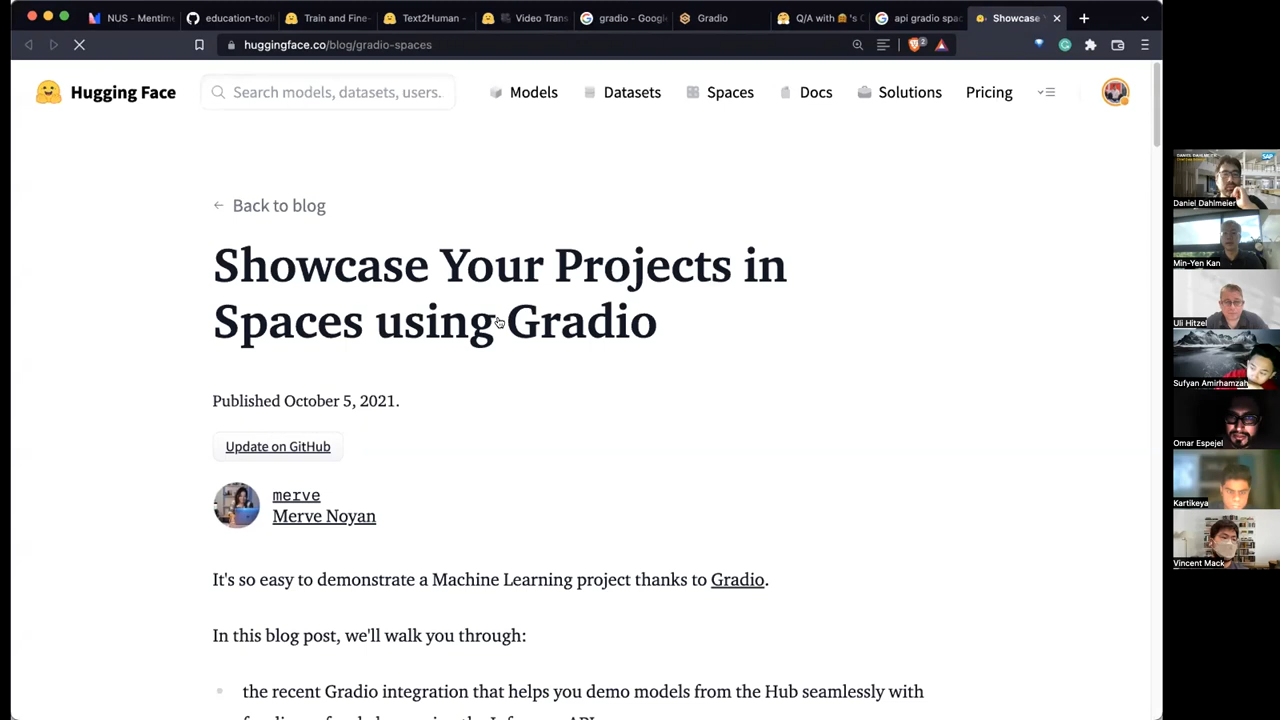 NUS - Mentime
education-tool
Train and Fine-
Text2Human -
Video Trans
gradio - Google
Gradio
Q/A with 's C
api gradio spac
Showcase Y
huggingface.co/blog/gradio-spaces
2
Hugging Face
Search models, datasets, users.
Models
Datasets
Spaces
Docs
Solutions
Pricing
Back to blog
Showcase Your Projects in
Spaces using Gradio
Published October 5, 2021.
Update on GitHub
merve
Merve Noyan
It's so easy to demonstrate a Machine Learning project thanks to Gradio.
In this blog post, we'll walk you through:
the recent Gradio integration that helps you demo models from the Hub seamlessly with
SAP
Daniel Dahlmeier
Min-Yen Kan
Uli Hitzel
Sufyan Amirhamzah
Omar Espejel
Kartikeya
Vincent Mack